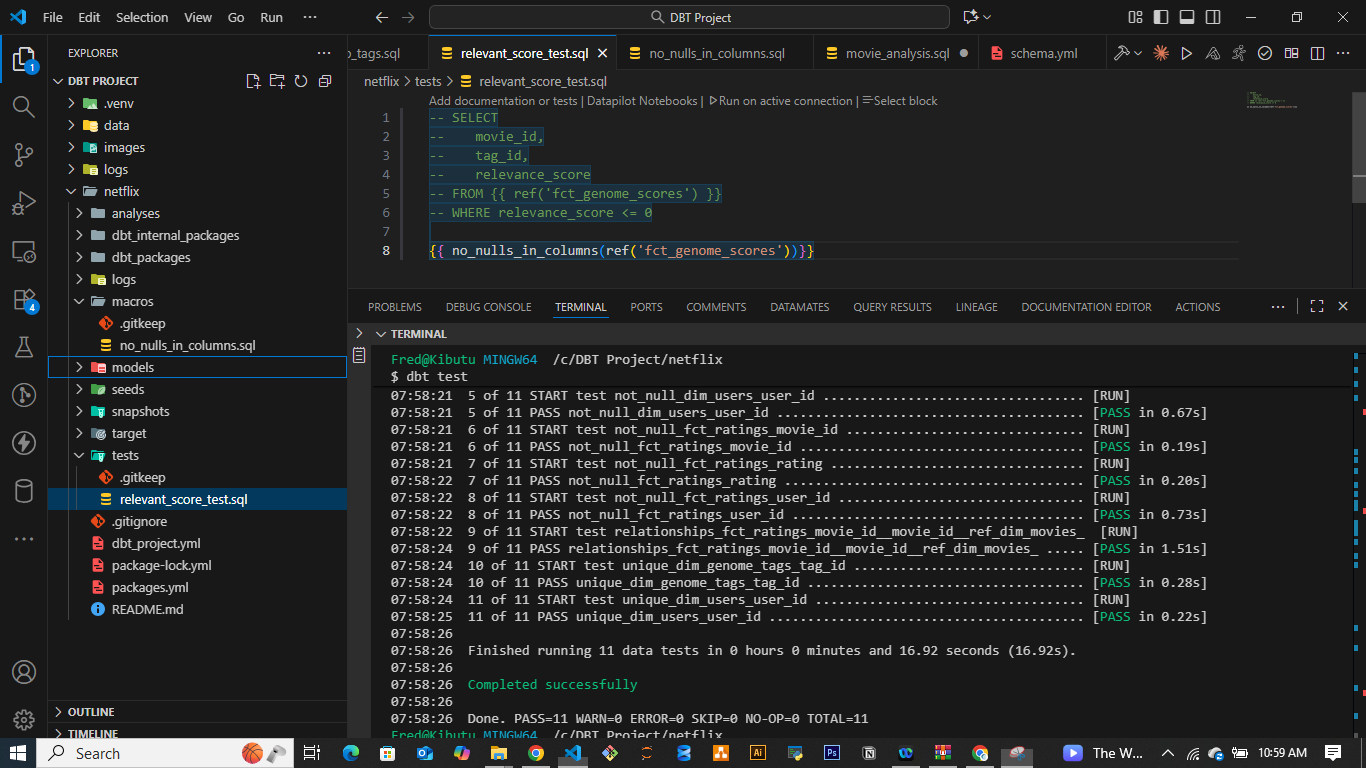 File Edit Selection View Go Run ···
DBT Project
EXPLORER
DBT PROJECT
.venv
data
images
logs
netflix
analyses
dbt_internal_packages
dbt_packages
logs
macros
.gitkeep
no_nulls_in_columns.sql
models
seeds
snapshots
target
tests
.gitkeep
relevant_score_test.sql
.gitignore
dbt_project.yml
package-lock.yml
packages.yml
README.md
OUTLINE
TIMELINE
1
4
_tags.sql relevant_score_test.sql no_nulls_in_columns.sql movie_analysis.sql schema.yml
netflix > tests > relevant_score_test.sql
Add documentation or tests | Datapilot Notebooks | Run on active connection | Select block
1 -- SELECT
2 --    movie_id,
3 --    tag_id,
4 --    relevance_score
5 -- FROM {{ ref('fct_genome_scores') }}
6 -- WHERE relevance_score <= 0
7
8 {{ no_nulls_in_columns(ref('fct_genome_scores'))}}
PROBLEMS DEBUG CONSOLE TERMINAL PORTS COMMENTS DATAMATES QUERY RESULTS LINEAGE DOCUMENTATION EDITOR ACTIONS ···
TERMINAL
Fred@Kibutu MINGW64 /c/DBT Project/netflix
$ dbt test
07:58:21  5 of 11 START test not_null_dim_users_user_id .................................. [RUN]
07:58:21  5 of 11 PASS not_null_dim_users_user_id ........................................ [PASS in 0.67s]
07:58:21  6 of 11 START test not_null_fct_ratings_movie_id ............................... [RUN]
07:58:21  6 of 11 PASS not_null_fct_ratings_movie_id ..................................... [PASS in 0.19s]
07:58:21  7 of 11 START test not_null_fct_ratings_rating ................................. [RUN]
07:58:22  7 of 11 PASS not_null_fct_ratings_rating ....................................... [PASS in 0.20s]
07:58:22  8 of 11 START test not_null_fct_ratings_user_id ................................ [RUN]
07:58:22  8 of 11 PASS not_null_fct_ratings_user_id ...................................... [PASS in 0.73s]
07:58:22  9 of 11 START test relationships_fct_ratings_movie_id__movie_id__ref_dim_movies_  [RUN]
07:58:24  9 of 11 PASS relationships_fct_ratings_movie_id__movie_id__ref_dim_movies_ ..... [PASS in 1.51s]
07:58:24  10 of 11 START test unique_dim_genome_tags_tag_id .............................. [RUN]
07:58:24  10 of 11 PASS unique_dim_genome_tags_tag_id .................................... [PASS in 0.28s]
07:58:24  11 of 11 START test unique_dim_users_user_id ................................... [RUN]
07:58:25  11 of 11 PASS unique_dim_users_user_id ......................................... [PASS in 0.22s]
07:58:26
07:58:26  Finished running 11 data tests in 0 hours 0 minutes and 16.92 seconds (16.92s).
07:58:26
07:58:26  Completed successfully
07:58:26
07:58:26  Done. PASS=11 WARN=0 ERROR=0 SKIP=0 NO-OP=0 TOTAL=11
Fred@Kibutu MINGW64 /c/DBT Project/netflix
Search
Ai
Ps
The W...
10:59 AM